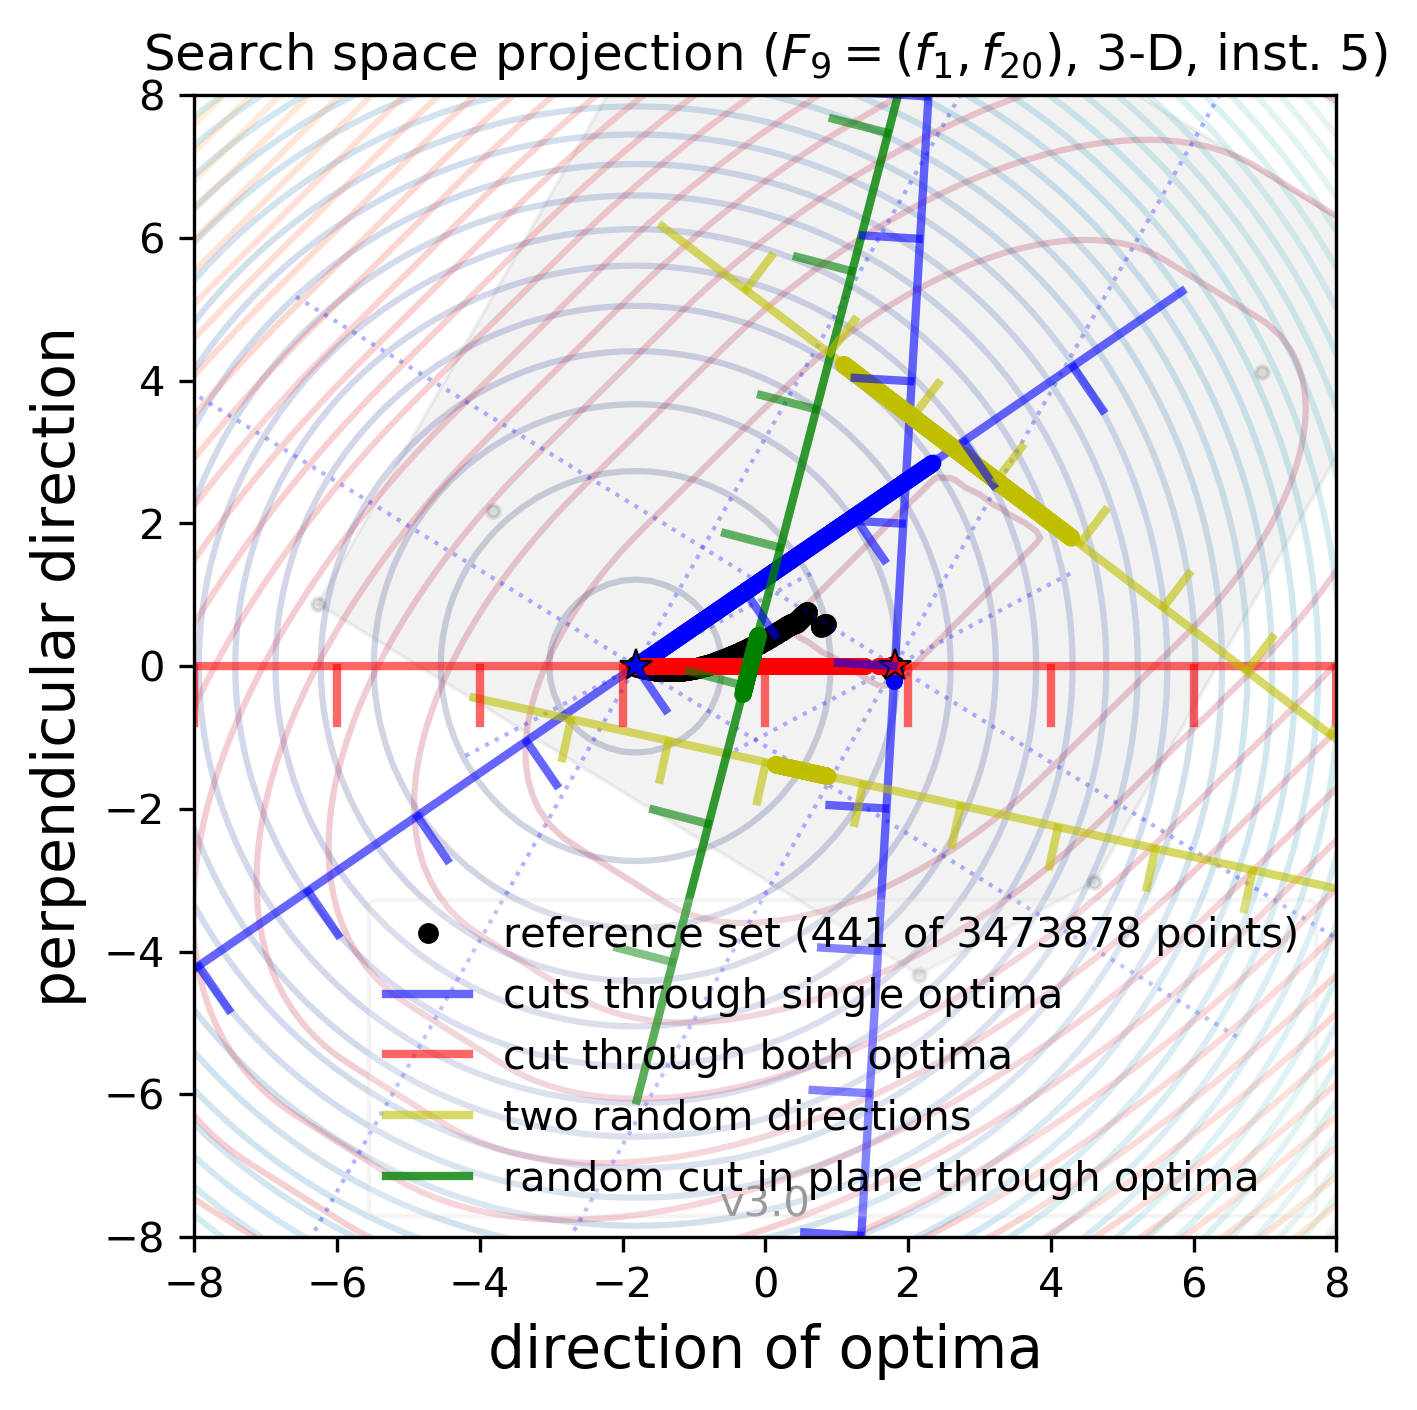 Search space projection (F₉ = (f₁, f₂₀), 3-D, inst. 5)
8
6
4
2
0
−2
−4
−6
−8
perpendicular direction
reference set (441 of 3473878 points)
cuts through single optima
cut through both optima
two random directions
random cut in plane through optima
v3.0
−8 −6 −4 −2 0 2 4 6 8
direction of optima